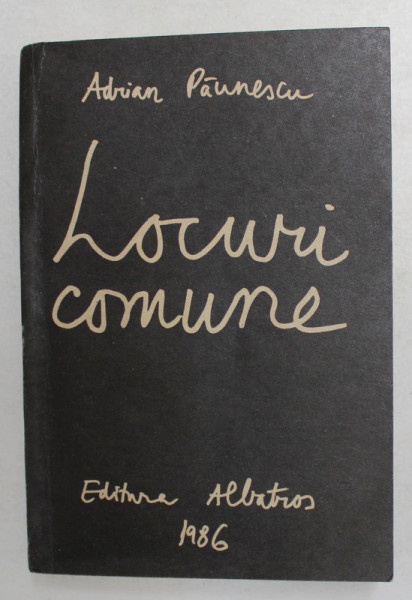 Adrian Păunescu
Locuri
comune
Editura Albatros
1986